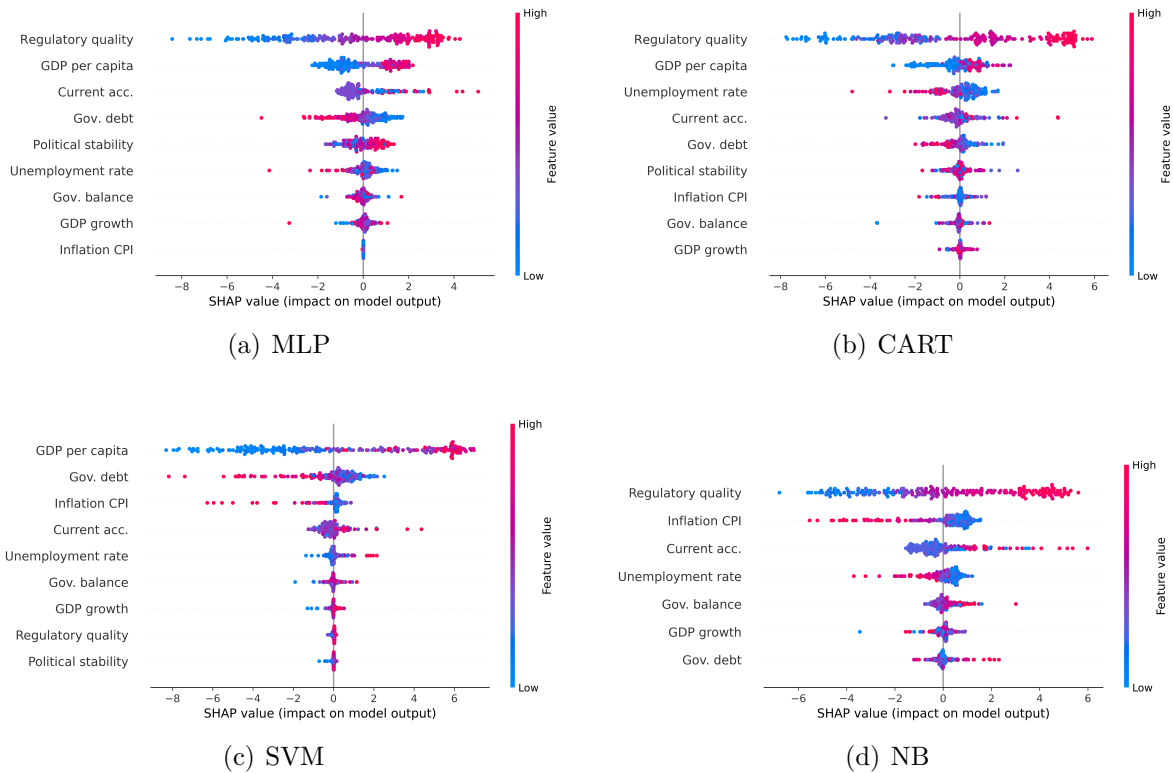 High
Regulatory quality
GDP per capita
Current acc.
Gov. debt
Political stability
Unemployment rate
Gov. balance
GDP growth
Inflation CPI
Feature value
Low
−8 −6 −4 −2 0 2 4
SHAP value (impact on model output)
(a) MLP
High
Regulatory quality
GDP per capita
Unemployment rate
Current acc.
Gov. debt
Political stability
Inflation CPI
Gov. balance
GDP growth
Feature value
Low
−8 −6 −4 −2 0 2 4 6
SHAP value (impact on model output)
(b) CART
High
GDP per capita
Gov. debt
Inflation CPI
Current acc.
Unemployment rate
Gov. balance
GDP growth
Regulatory quality
Political stability
Feature value
Low
−8 −6 −4 −2 0 2 4 6
SHAP value (impact on model output)
(c) SVM
High
Regulatory quality
Inflation CPI
Current acc.
Unemployment rate
Gov. balance
GDP growth
Gov. debt
Feature value
Low
−6 −4 −2 0 2 4 6
SHAP value (impact on model output)
(d) NB